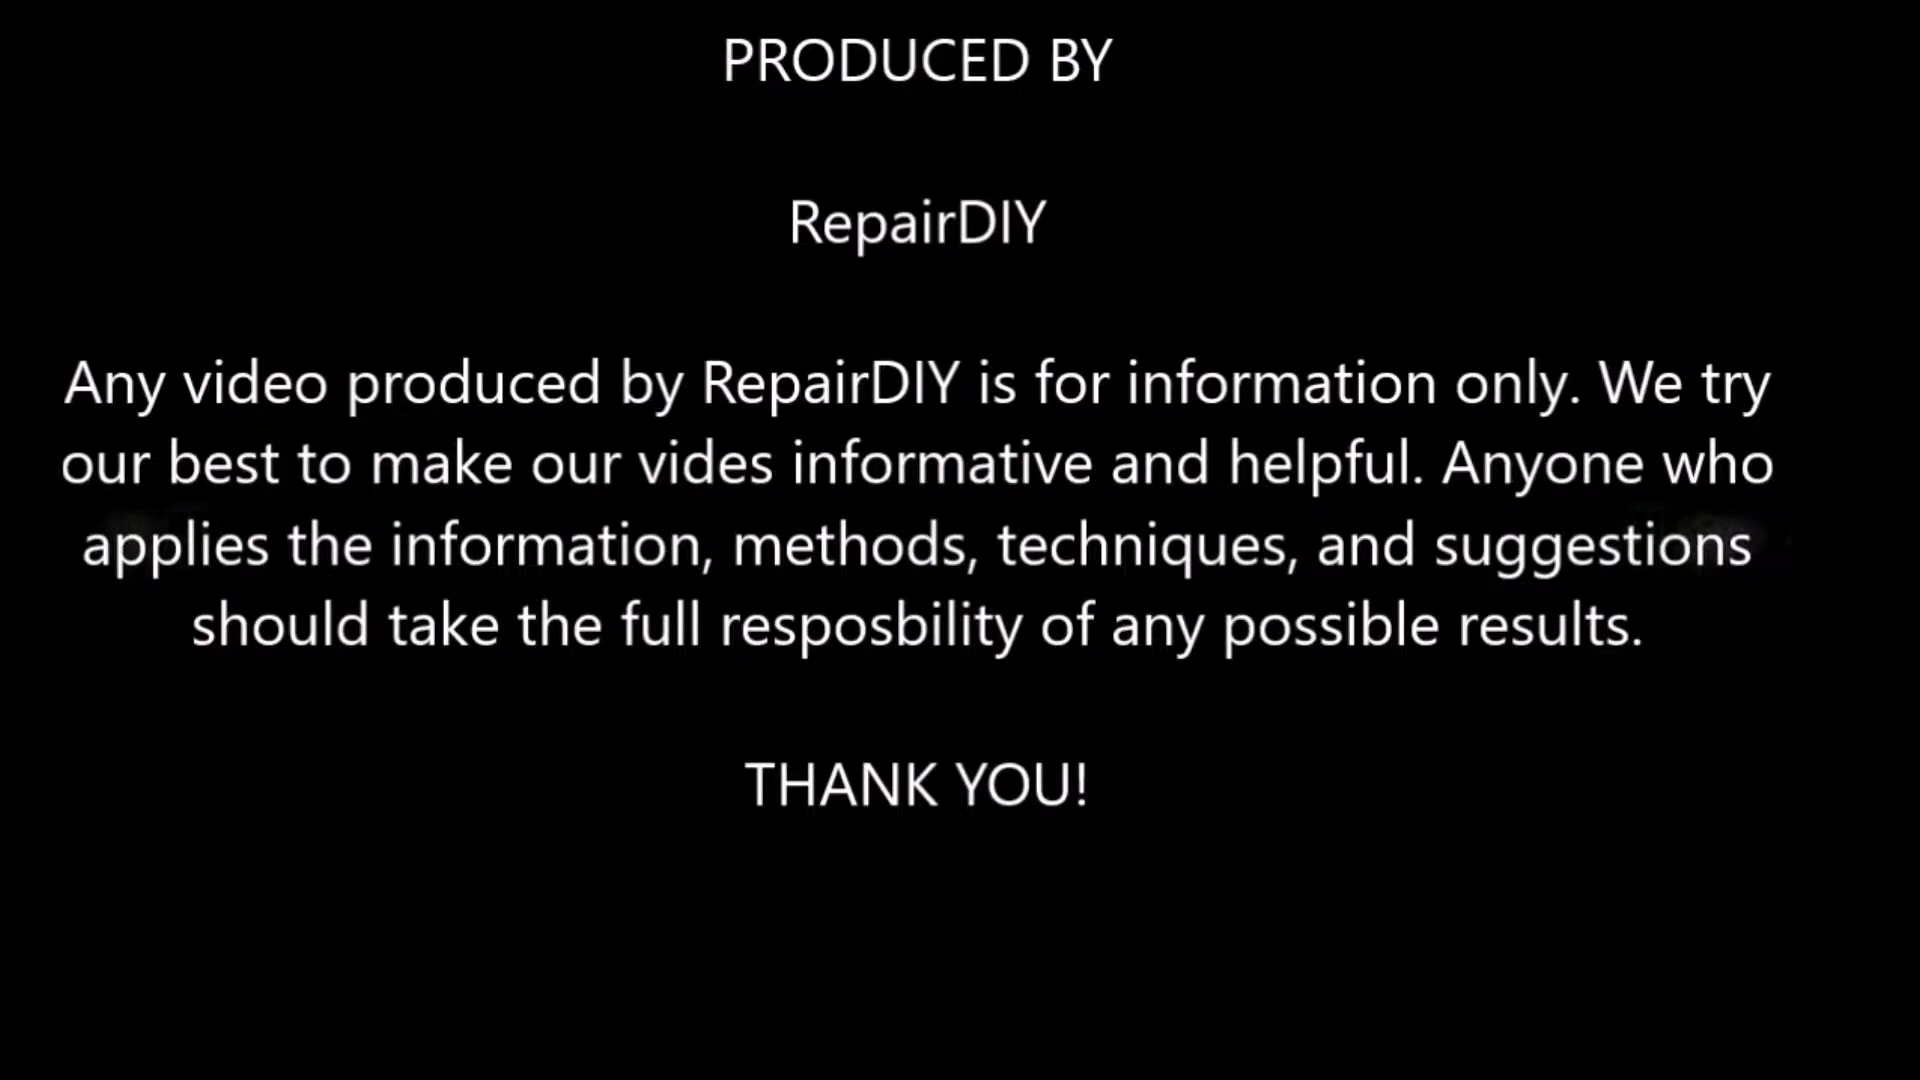 PRODUCED BY
RepairDIY
Any video produced by RepairDIY is for information only. We try
our best to make our vides informative and helpful. Anyone who
applies the information, methods, techniques, and suggestions
should take the full resposbility of any possible results.
THANK YOU!